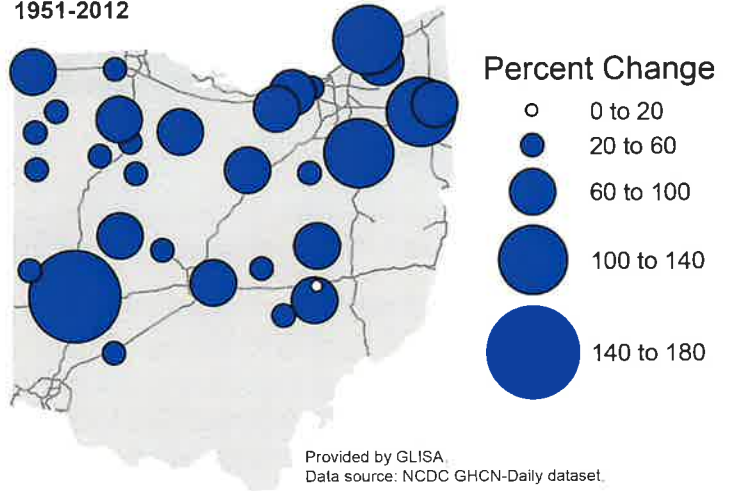 1951-2012
Percent Change
0 to 20
20 to 60
60 to 100
100 to 140
140 to 180
Provided by GLISA.
Data source: NCDC GHCN-Daily dataset.